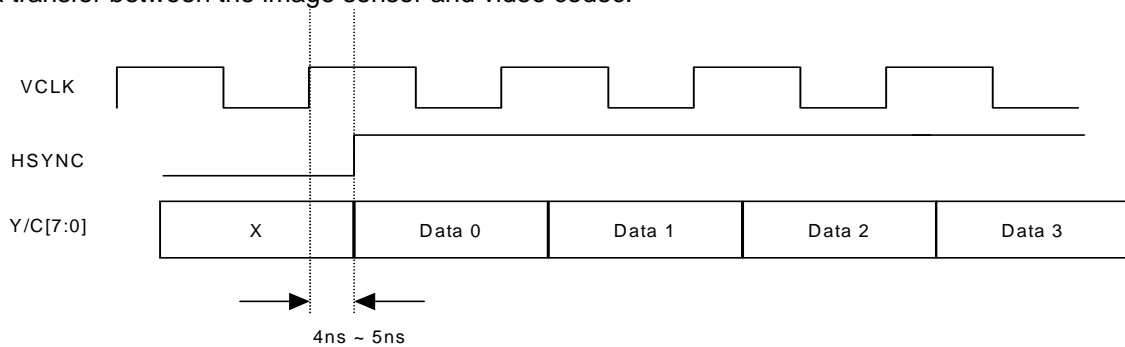 transfer between the image sensor and video codec.
VCLK
HSYNC
Y/C[7:0]
X
Data 0
Data 1
Data 2
Data 3
4ns ~ 5ns